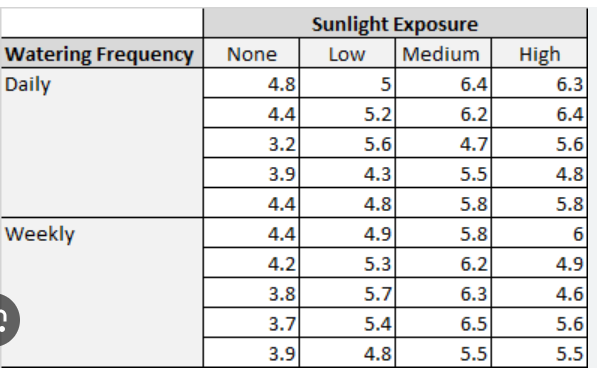 Sunlight Exposure
Watering Frequency None Low Medium High
Daily 4.8 5 6.4 6.3
4.4 5.2 6.2 6.4
3.2 5.6 4.7 5.6
3.9 4.3 5.5 4.8
4.4 4.8 5.8 5.8
Weekly 4.4 4.9 5.8 6
4.2 5.3 6.2 4.9
3.8 5.7 6.3 4.6
3.7 5.4 6.5 5.6
3.9 4.8 5.5 5.5